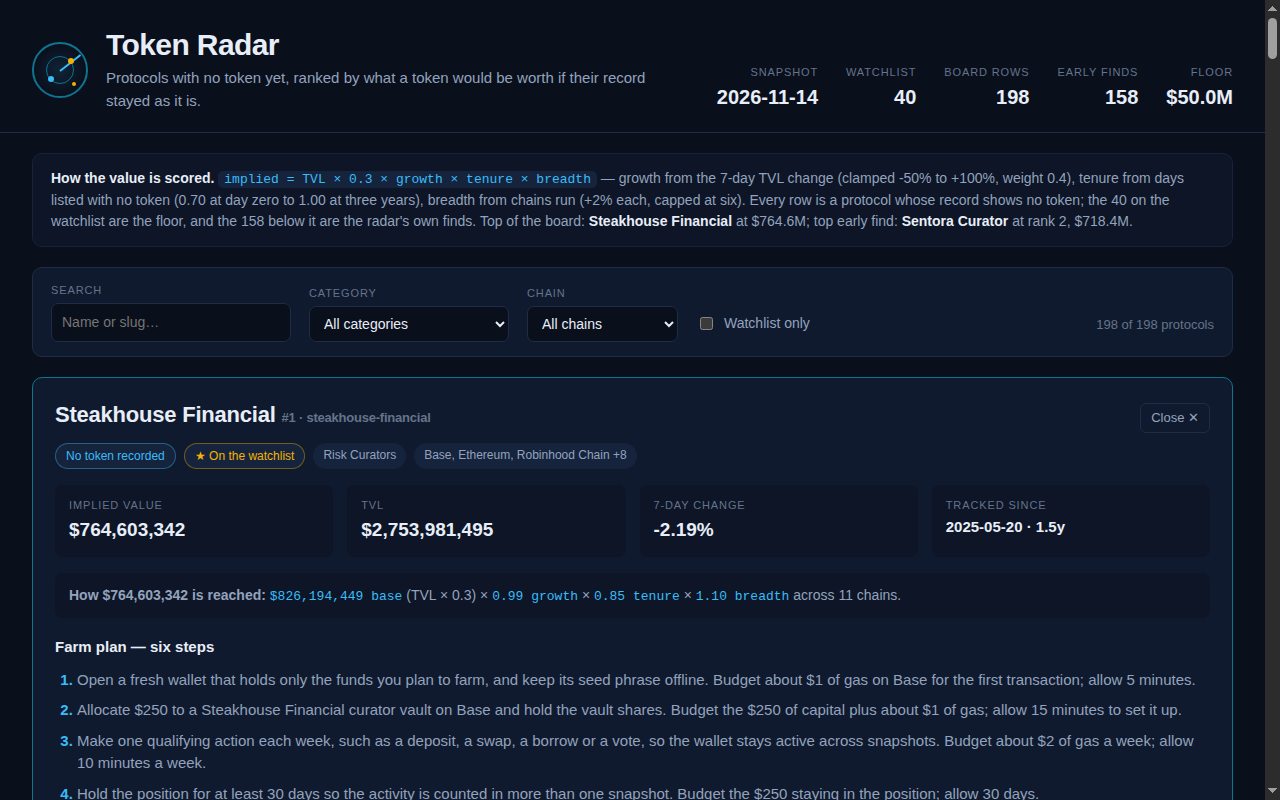 Token Radar
Protocols with no token yet, ranked by what a token would be worth if their record
stayed as it is.
SNAPSHOT
2026-11-14
WATCHLIST
40
BOARD ROWS
198
EARLY FINDS
158
FLOOR
$50.0M
How the value is scored. implied = TVL × 0.3 × growth × tenure × breadth — growth from the 7-day TVL change (clamped -50% to +100%, weight 0.4), tenure from days
listed with no token (0.70 at day zero to 1.00 at three years), breadth from chains run (+2% each, capped at six). Every row is a protocol whose record shows no token; the 40 on the
watchlist are the floor, and the 158 below it are the radar's own finds. Top of the board: Steakhouse Financial at $764.6M; top early find: Sentora Curator at rank 2, $718.4M.
SEARCH
Name or slug…
CATEGORY
All categories
CHAIN
All chains
Watchlist only
198 of 198 protocols
Steakhouse Financial #1 · steakhouse-financial
Close ✕
No token recorded
★ On the watchlist
Risk Curators
Base, Ethereum, Robinhood Chain +8
IMPLIED VALUE
$764,603,342
TVL
$2,753,981,495
7-DAY CHANGE
-2.19%
TRACKED SINCE
2025-05-20 · 1.5y
How $764,603,342 is reached: $826,194,449 base (TVL × 0.3) × 0.99 growth × 0.85 tenure × 1.10 breadth across 11 chains.
Farm plan — six steps
1. Open a fresh wallet that holds only the funds you plan to farm, and keep its seed phrase offline. Budget about $1 of gas on Base for the first transaction; allow 5 minutes.
2. Allocate $250 to a Steakhouse Financial curator vault on Base and hold the vault shares. Budget the $250 of capital plus about $1 of gas; allow 15 minutes to set it up.
3. Make one qualifying action each week, such as a deposit, a swap, a borrow or a vote, so the wallet stays active across snapshots. Budget about $2 of gas a week; allow
10 minutes a week.
4. Hold the position for at least 30 days so the activity is counted in more than one snapshot. Budget the $250 staying in the position; allow 30 days.